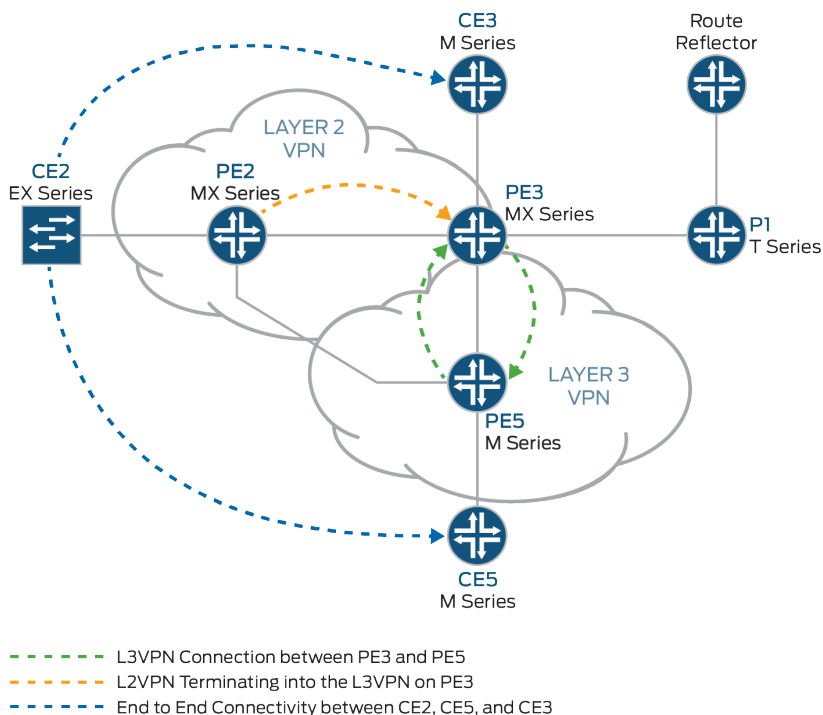 CE3
M Series
Route
Reflector
LAYER 2
VPN
CE2
EX Series
PE2
MX Series
PE3
MX Series
P1
T Series
LAYER 3
VPN
PE5
M Series
CE5
M Series
L3VPN Connection between PE3 and PE5
L2VPN Terminating into the L3VPN on PE3
End to End Connectivity between CE2, CE5, and CE3